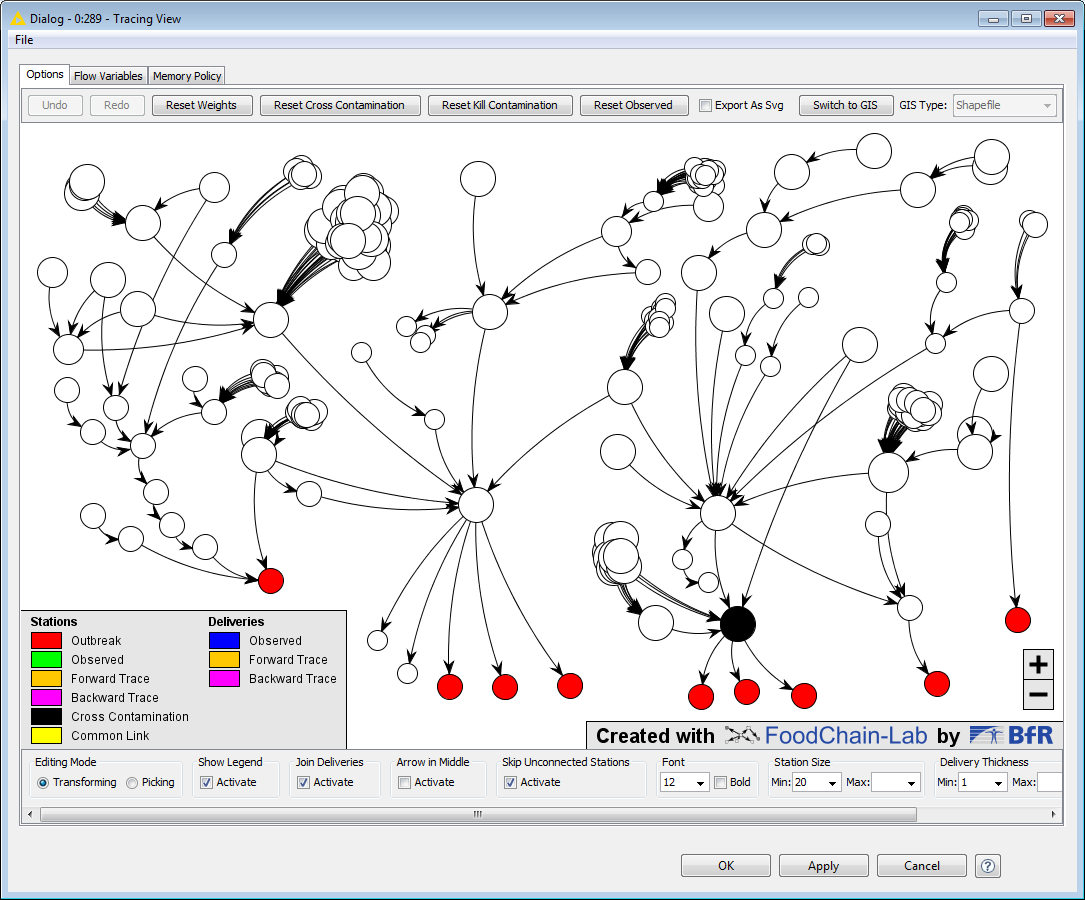 Dialog - 0:289 - Tracing View
File
Options Flow Variables Memory Policy
Undo Redo Reset Weights Reset Cross Contamination Reset Kill Contamination Reset Observed Export As Svg Switch to GIS GIS Type: Shapefile
Stations Deliveries
Outbreak Observed
Observed Forward Trace
Forward Trace Backward Trace
Backward Trace
Cross Contamination
Common Link
+
−
Created with FoodChain-Lab by BfR
Editing Mode Show Legend Join Deliveries Arrow in Middle Skip Unconnected Stations Font Station Size Delivery Thickness
Transforming Picking Activate Activate Activate Activate 12 Bold Min: 20 Max: Min: 1 Max:
OK Apply Cancel ?